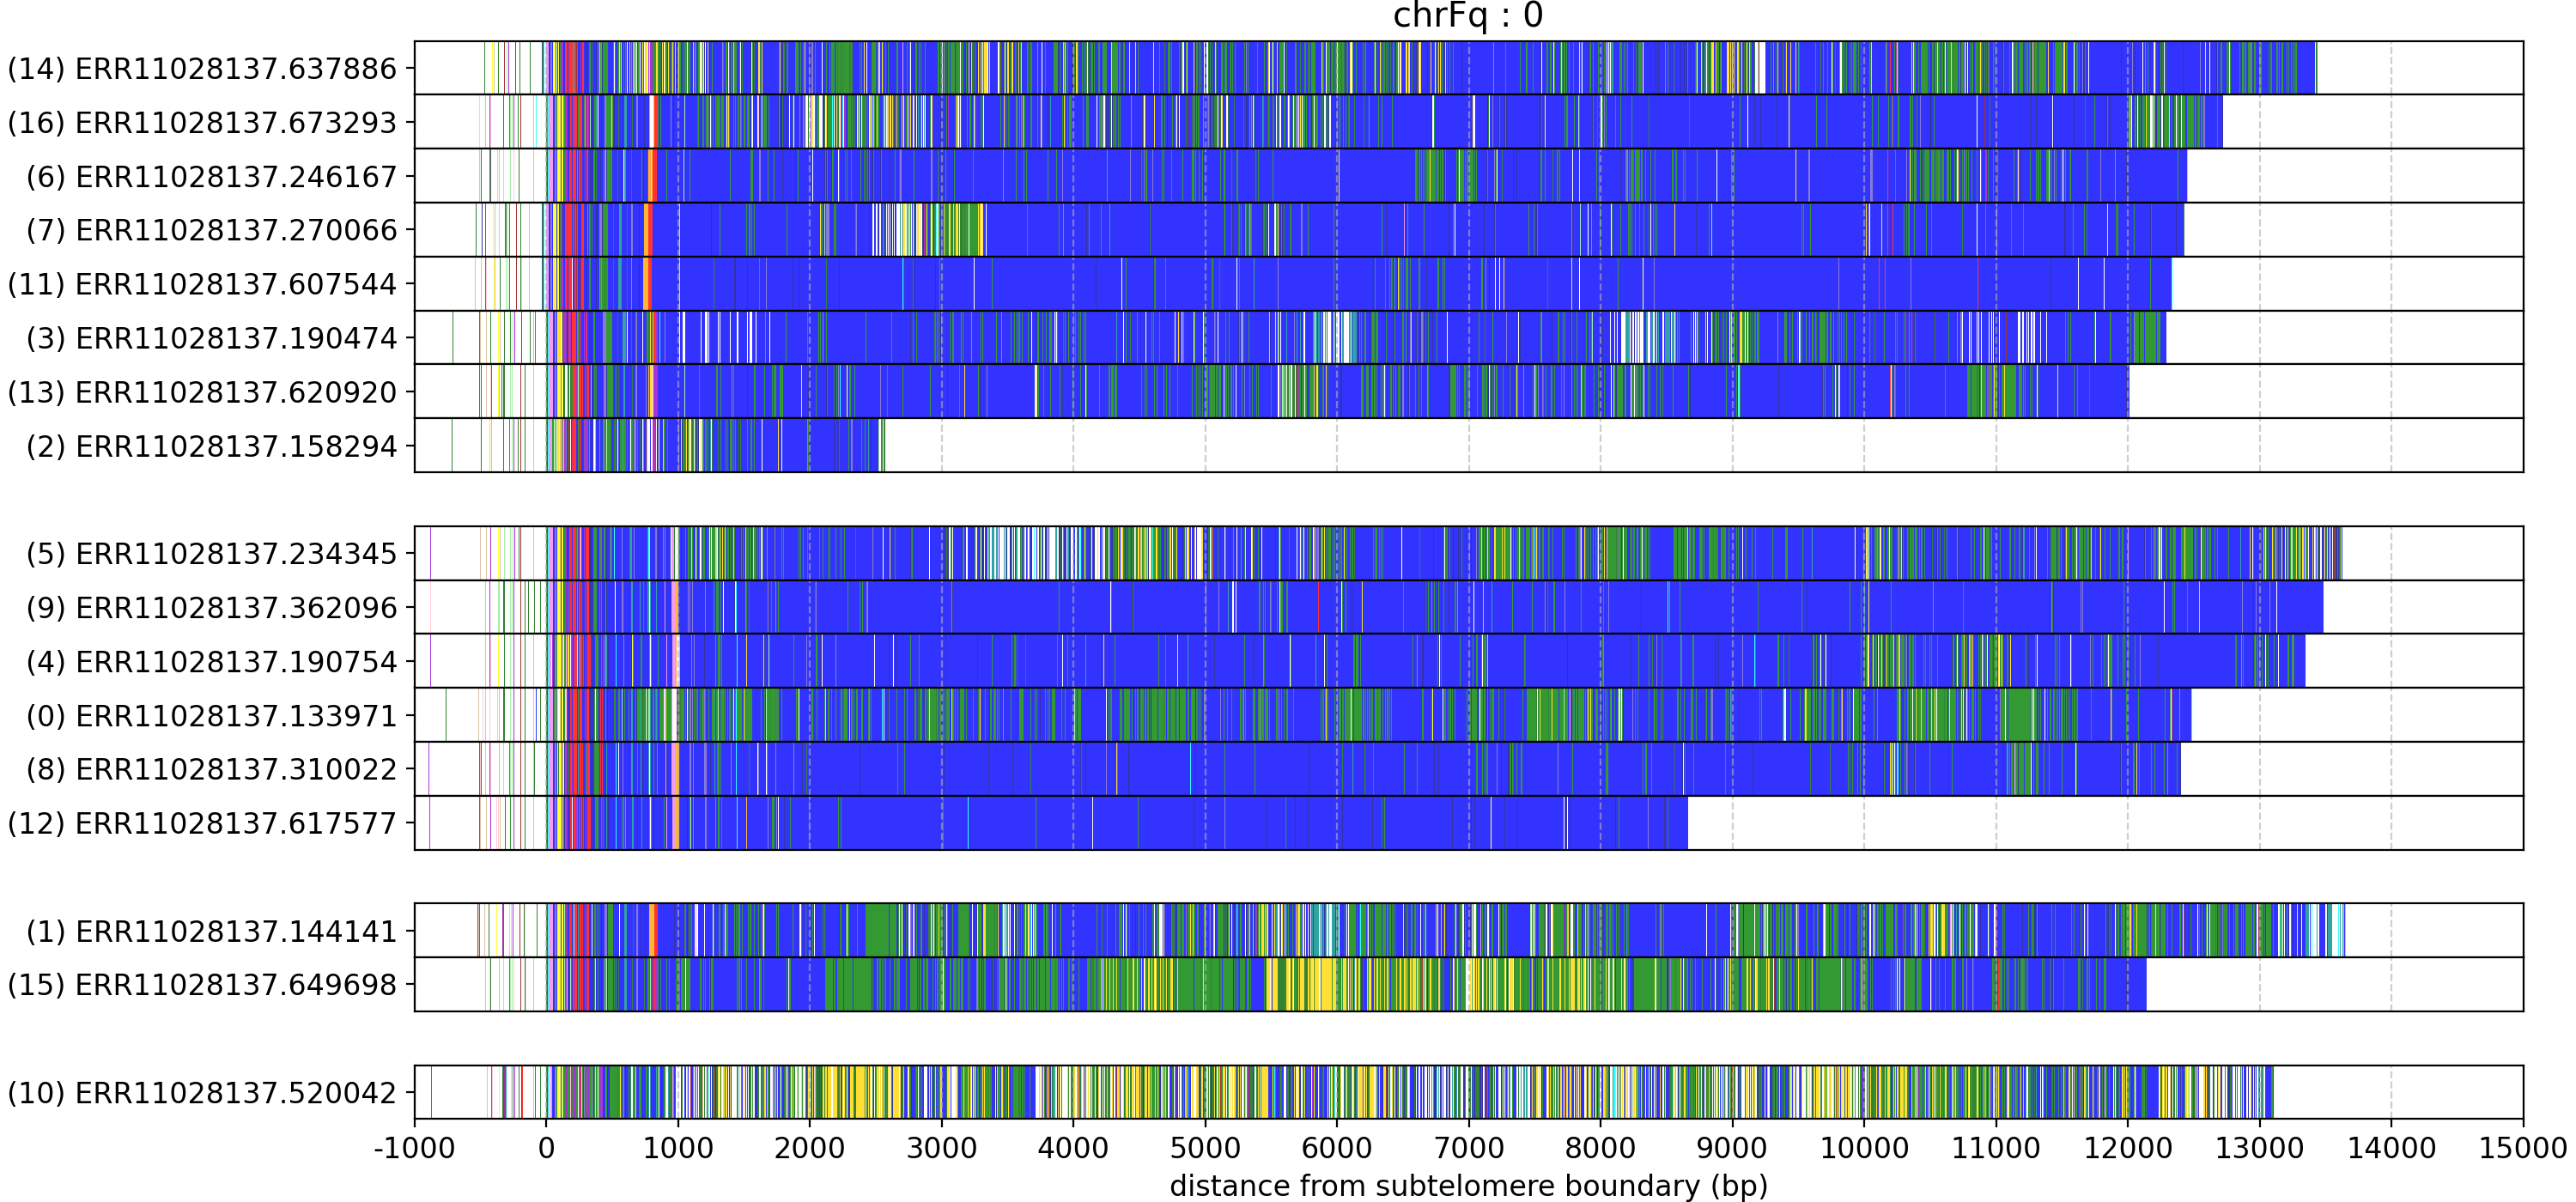 chrFq : 0
(14) ERR11028137.637886
(16) ERR11028137.673293
(6) ERR11028137.246167
(7) ERR11028137.270066
(11) ERR11028137.607544
(3) ERR11028137.190474
(13) ERR11028137.620920
(2) ERR11028137.158294
(5) ERR11028137.234345
(9) ERR11028137.362096
(4) ERR11028137.190754
(0) ERR11028137.133971
(8) ERR11028137.310022
(12) ERR11028137.617577
(1) ERR11028137.144141
(15) ERR11028137.649698
(10) ERR11028137.520042
-1000 0 1000 2000 3000 4000 5000 6000 7000 8000 9000 10000 11000 12000 13000 14000 15000
distance from subtelomere boundary (bp)